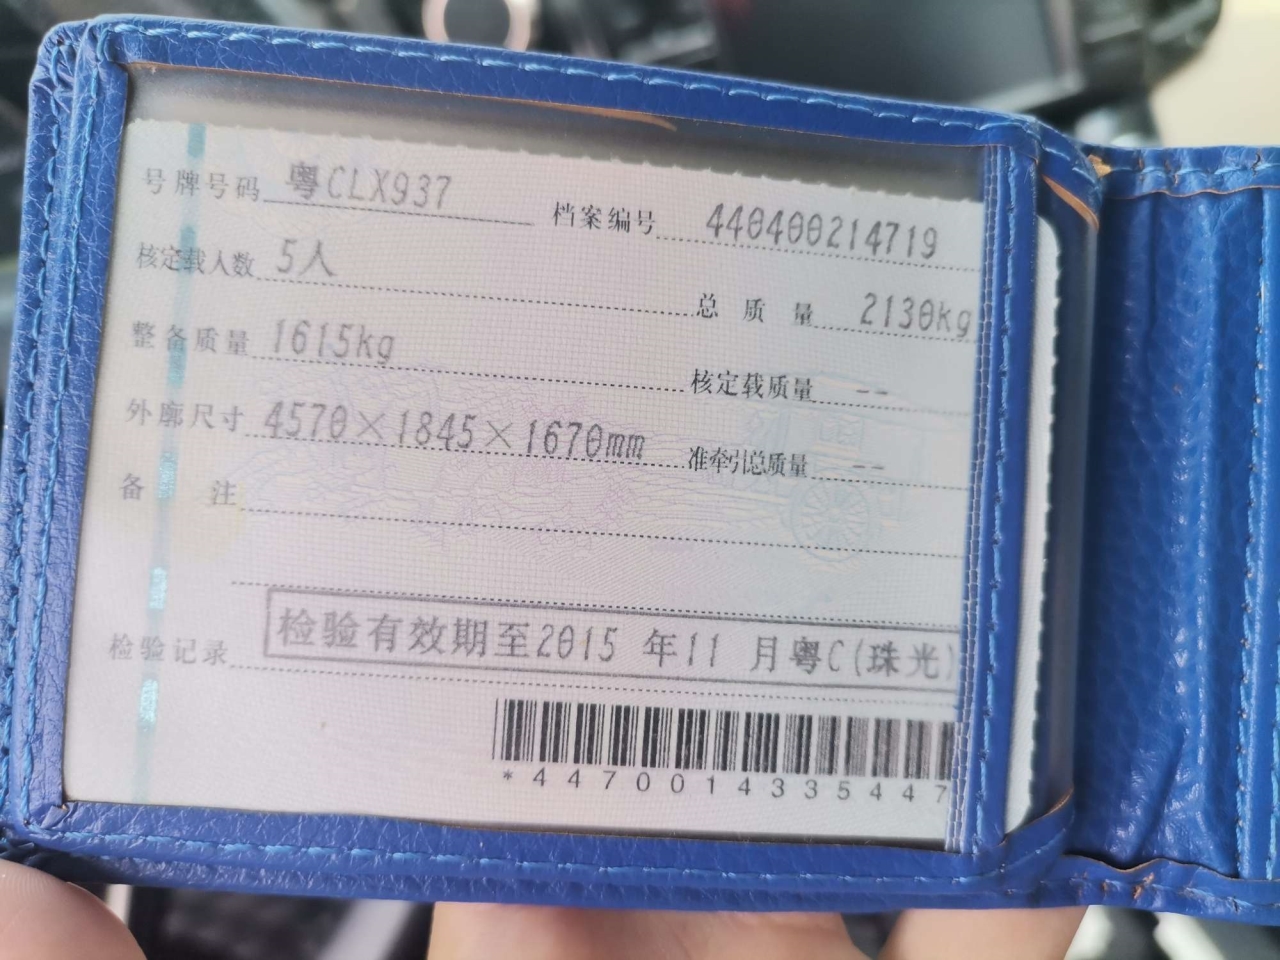 号牌号码 粤CLX937 档案编号 440400214719
核定载人数 5人 总质量 2130kg
整备质量 1615kg 核定载质量 --
外廓尺寸 4570×1845×1670mm 准牵引总质量 --
备注
检验记录 检验有效期至2015 年11 月粤C(珠光)
*4470014335447